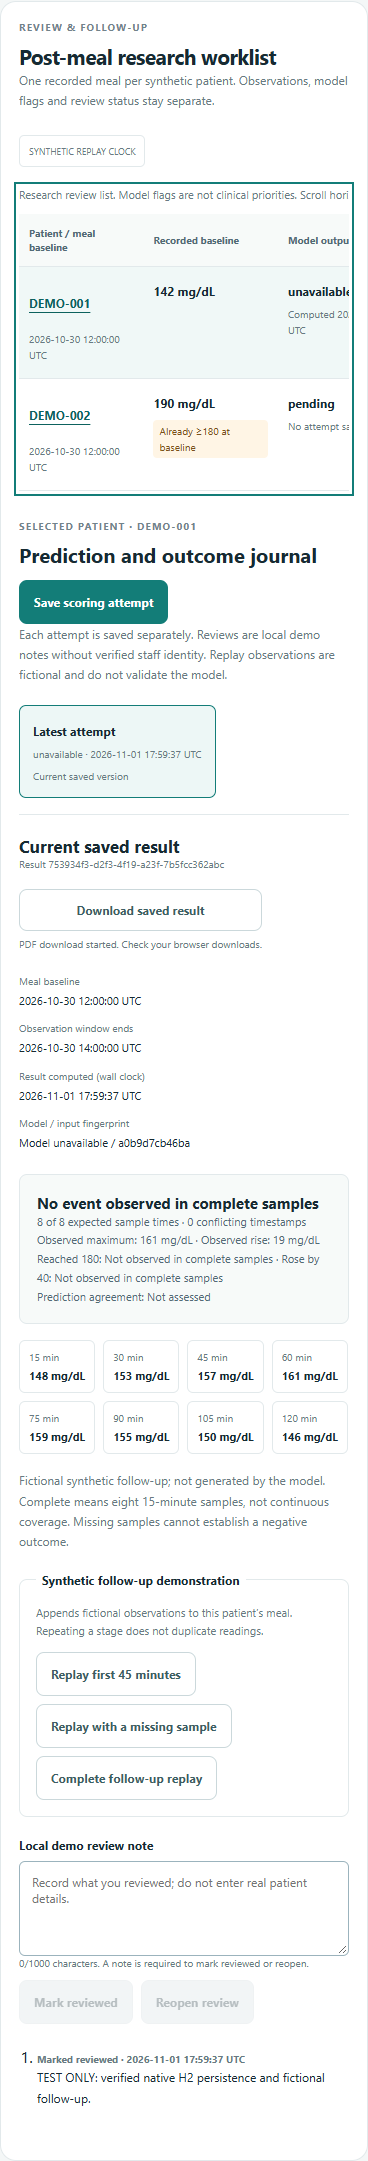 REVIEW & FOLLOW-UP
Post-meal research worklist
One recorded meal per synthetic patient. Observations, model
flags and review status stay separate.
SYNTHETIC REPLAY CLOCK
Research review list. Model flags are not clinical priorities. Scroll hori
Patient / meal
baseline
Recorded baseline
Model outpu
DEMO-001
2026-10-30 12:00:00
UTC
142 mg/dL
unavailable
Computed 20
UTC
DEMO-002
2026-10-30 12:00:00
UTC
190 mg/dL
Already ≥180 at
baseline
pending
No attempt sa
SELECTED PATIENT · DEMO-001
Prediction and outcome journal
Save scoring attempt
Each attempt is saved separately. Reviews are local demo
notes without verified staff identity. Replay observations are
fictional and do not validate the model.
Latest attempt
unavailable · 2026-11-01 17:59:37 UTC
Current saved version
Current saved result
Result 753934f3-d2f3-4f19-a23f-7b5fcc362abc
Download saved result
PDF download started. Check your browser downloads.
Meal baseline
2026-10-30 12:00:00 UTC
Observation window ends
2026-10-30 14:00:00 UTC
Result computed (wall clock)
2026-11-01 17:59:37 UTC
Model / input fingerprint
Model unavailable / a0b9d7cb46ba
No event observed in complete samples
8 of 8 expected sample times · 0 conflicting timestamps
Observed maximum: 161 mg/dL · Observed rise: 19 mg/dL
Reached 180: Not observed in complete samples · Rose by
40: Not observed in complete samples
Prediction agreement: Not assessed
15 min
148 mg/dL
30 min
153 mg/dL
45 min
157 mg/dL
60 min
161 mg/dL
75 min
159 mg/dL
90 min
155 mg/dL
105 min
150 mg/dL
120 min
146 mg/dL
Fictional synthetic follow-up; not generated by the model.
Complete means eight 15-minute samples, not continuous
coverage. Missing samples cannot establish a negative
outcome.
Synthetic follow-up demonstration
Appends fictional observations to this patient's meal.
Repeating a stage does not duplicate readings.
Replay first 45 minutes
Replay with a missing sample
Complete follow-up replay
Local demo review note
Record what you reviewed; do not enter real patient
details.
0/1000 characters. A note is required to mark reviewed or reopen.
Mark reviewed
Reopen review
1. Marked reviewed · 2026-11-01 17:59:37 UTC
TEST ONLY: verified native H2 persistence and fictional
follow-up.